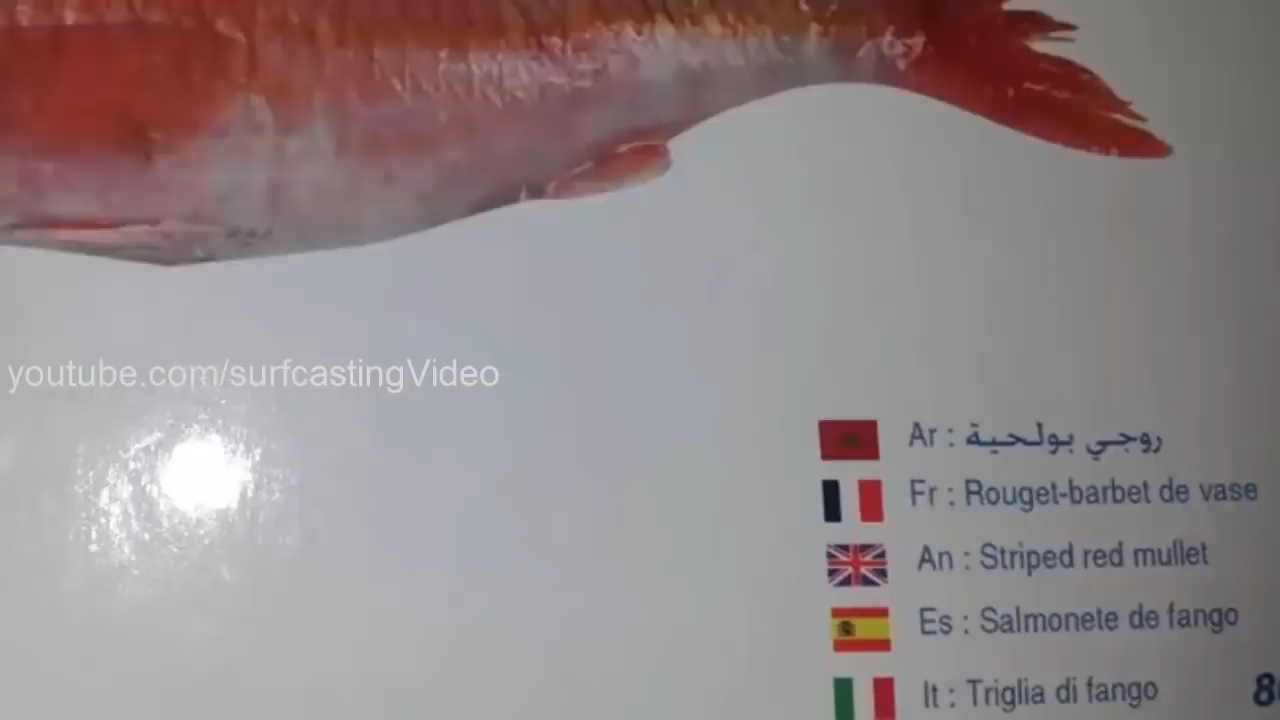 youtube.com/surfcastingVideo
Ar : روجي بولحية
Fr : Rouget-barbet de vase
An : Striped red mullet
Es : Salmonete de fango
It : Triglia di fango